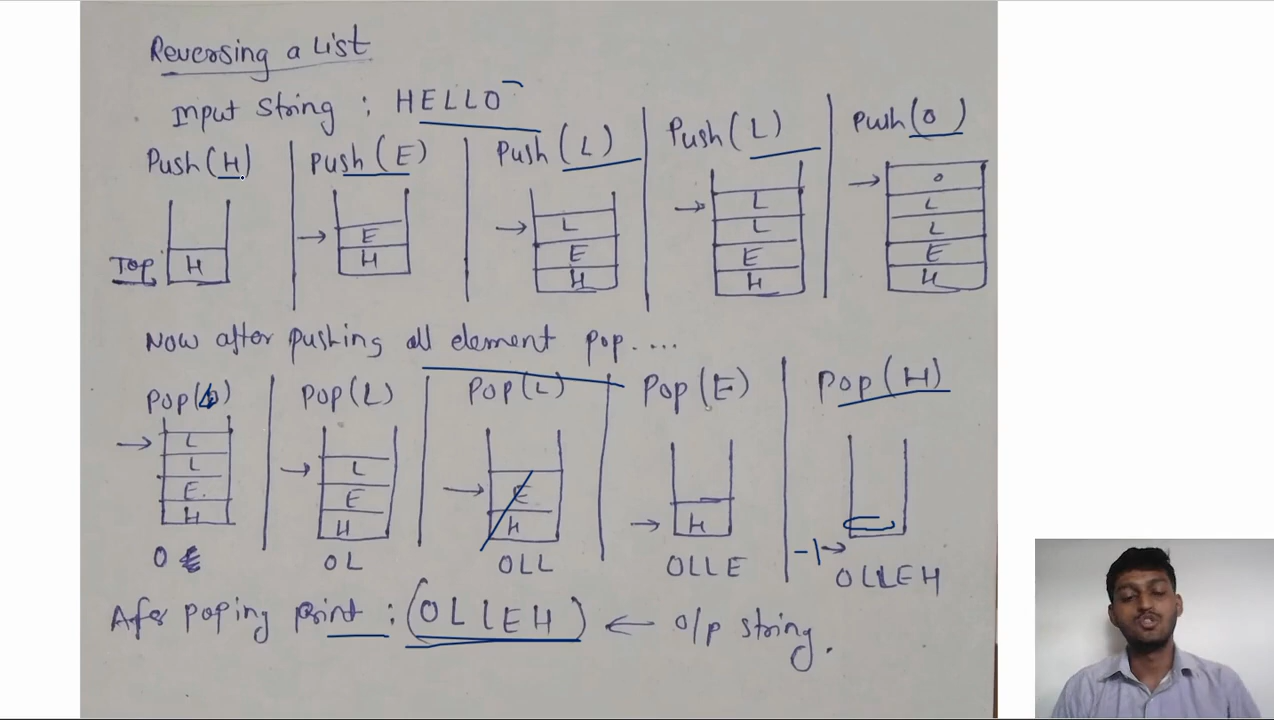 Reversing a List
Input String : HELLO
Push(H) Push(E) Push(L) Push(L) Push(O)
TOP
H
E
H
L
E
H
L
L
E
H
O
L
L
E
H
Now after pushing all element pop....
POP(O) POP(L) POP(L) POP(E) POP(H)
L
L
E
H
L
E
H
E
H
H
-1
O OL OLL OLLE OLLEH
Afer poping print : (OLLEH) ← O/p string.